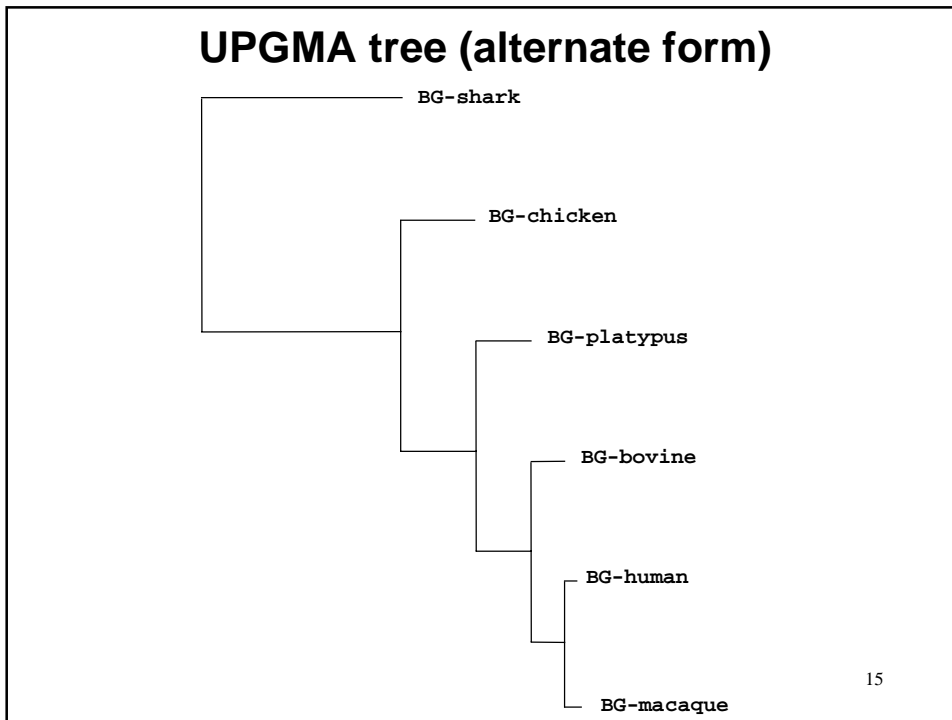 UPGMA tree (alternate form)
BG-shark
BG-chicken
BG-platypus
BG-bovine
BG-human
BG-macaque
15